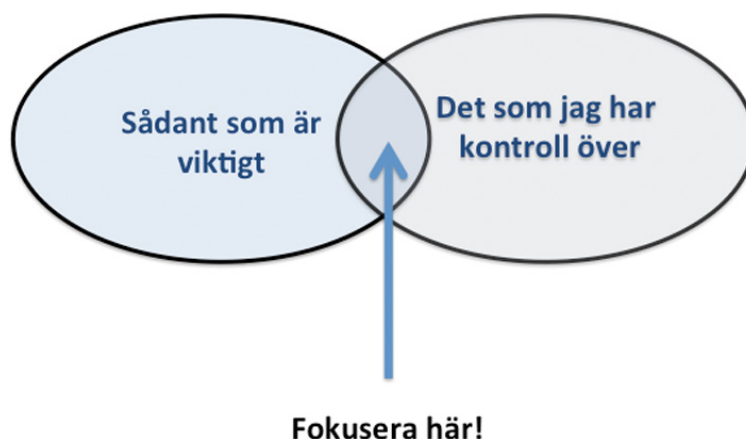 Sådant som är
viktigt
Det som jag har
kontroll över
Fokusera här!